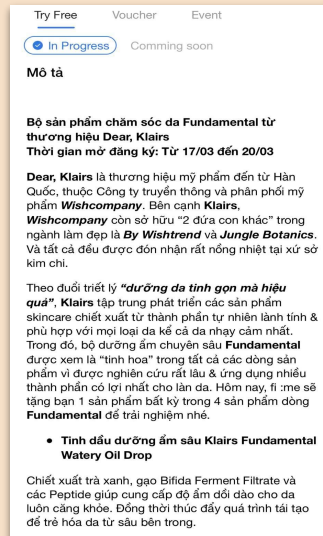 Try Free Voucher Event
In Progress Comming soon
Mô tả
Bộ sản phẩm chăm sóc da Fundamental từ
thương hiệu Dear, Klairs
Thời gian mở đăng ký: Từ 17/03 đến 20/03
Dear, Klairs là thương hiệu mỹ phẩm đến từ Hàn
Quốc, thuộc Công ty truyền thông và phân phối mỹ
phẩm Wishcompany. Bên cạnh Klairs,
Wishcompany còn sở hữu “2 đứa con khác” trong
ngành làm đẹp là By Wishtrend và Jungle Botanics.
Và tất cả đều được đón nhận rất nồng nhiệt tại xứ sở
kim chi.
Theo đuổi triết lý “dưỡng da tinh gọn mà hiệu
quả”, Klairs tập trung phát triển các sản phẩm
skincare chiết xuất từ thành phần tự nhiên lành tính &
phù hợp với mọi loại da kể cả da nhạy cảm nhất.
Trong đó, bộ dưỡng ẩm chuyên sâu Fundamental
được xem là “tinh hoa” trong tất cả các dòng sản
phẩm vì được nghiên cứu rất lâu & ứng dụng nhiều
thành phần có lợi nhất cho làn da. Hôm nay, fi :me sẽ
tặng bạn 1 sản phẩm bất kỳ trong 4 sản phẩm dòng
Fundamental để trải nghiệm nhé.
• Tinh dầu dưỡng ẩm sâu Klairs Fundamental
Watery Oil Drop
Chiết xuất trà xanh, gạo Bifida Ferment Filtrate và
các Peptide giúp cung cấp độ ẩm dồi dào cho da
luôn căng khỏe. Đồng thời thúc đẩy quá trình tái tạo
để trẻ hóa da từ sâu bên trong.